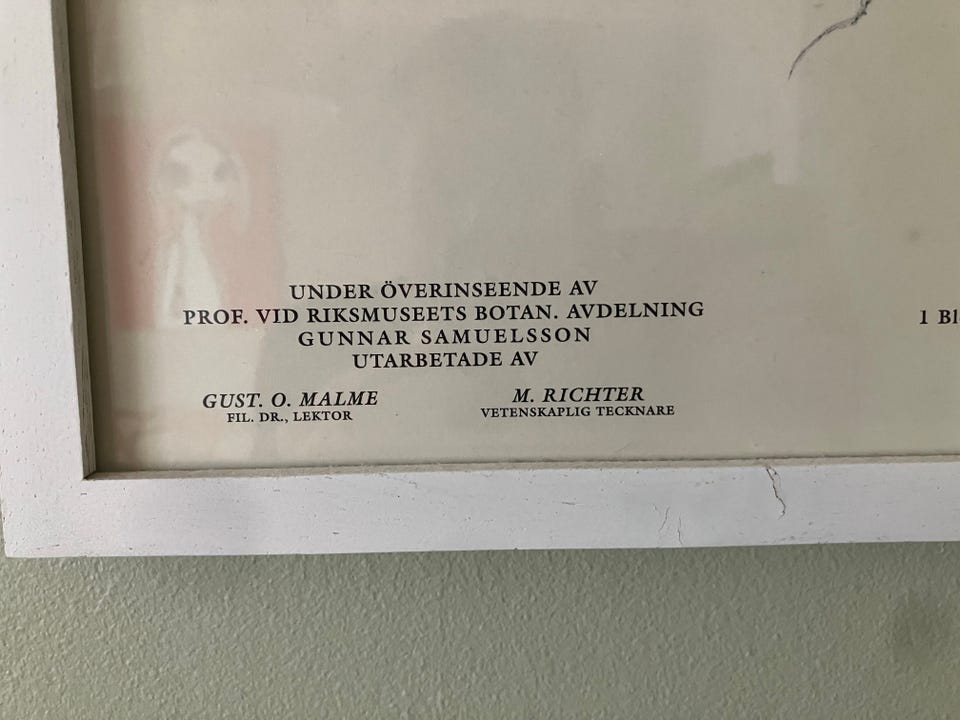 UNDER ÖVERINSEENDE AV
PROF. VID RIKSMUSEETS BOTAN. AVDELNING
GUNNAR SAMUELSSON
UTARBETADE AV
GUST. O. MALME
FIL. DR., LEKTOR
M. RICHTER
VETENSKAPLIG TECKNARE
1